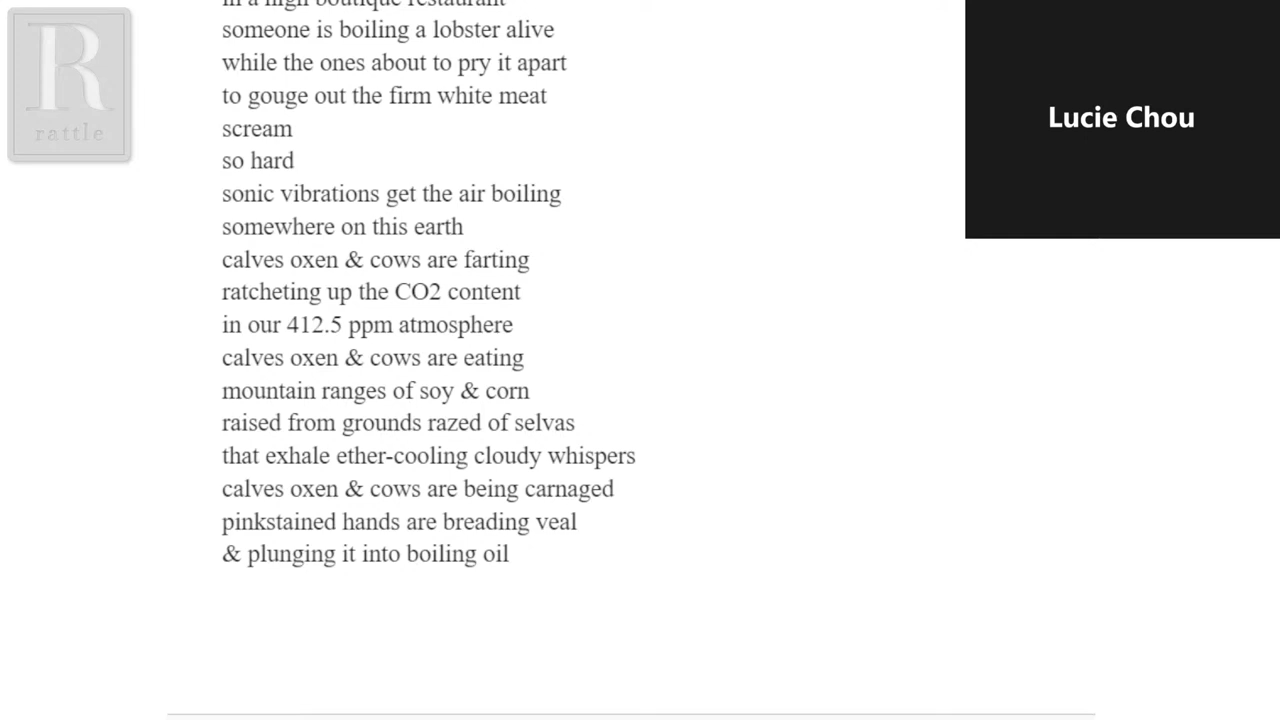 in a high boutique restaurant
someone is boiling a lobster alive
while the ones about to pry it apart
to gouge out the firm white meat
scream
so hard
sonic vibrations get the air boiling
somewhere on this earth
calves oxen & cows are farting
ratcheting up the CO2 content
in our 412.5 ppm atmosphere
calves oxen & cows are eating
mountain ranges of soy & corn
raised from grounds razed of selvas
that exhale ether-cooling cloudy whispers
calves oxen & cows are being carnaged
pinkstained hands are breading veal
& plunging it into boiling oil
R
rattle
Lucie Chou